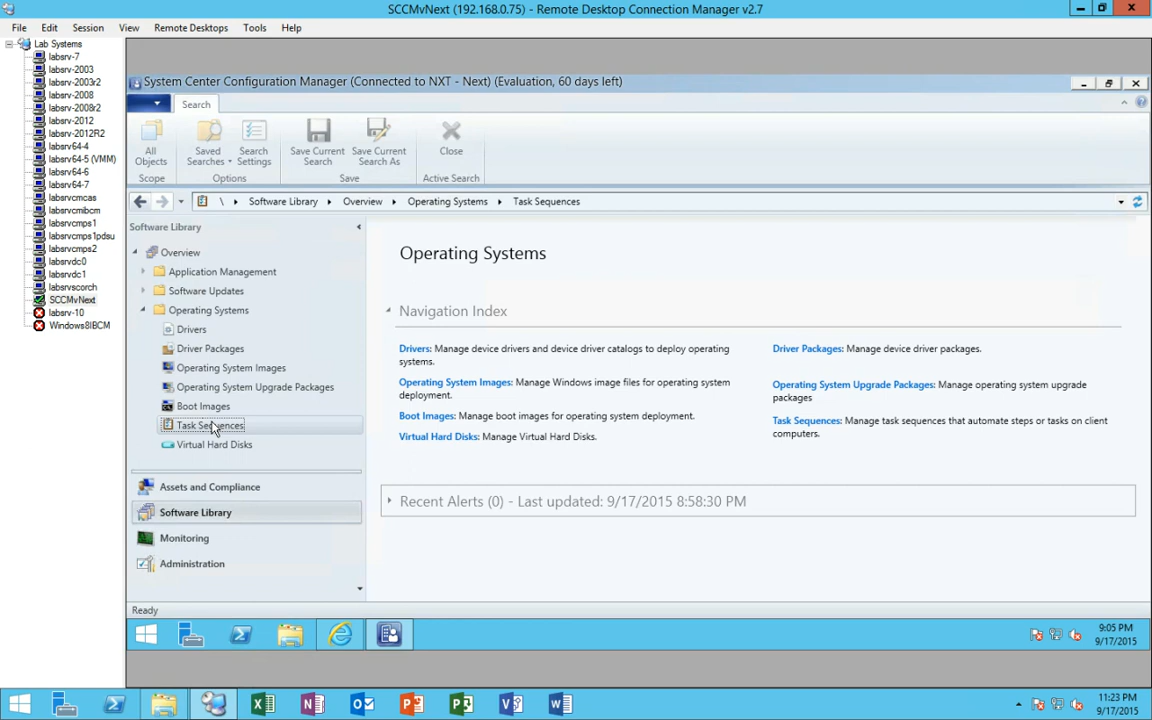 SCCMvNext (192.168.0.75) - Remote Desktop Connection Manager v2.7
File Edit Session View Remote Desktops Tools Help
Lab Systems
labsrv-7
labsrv-2003
labsrv-2003r2
labsrv-2008
labsrv-2008r2
labsrv-2012
labsrv-2012R2
labsrv64-4
labsrv64-5 (VMM)
labsrv64-6
labsrv64-7
labsrvcmcas
labsrvcmibcm
labsrvcmps1
labsrvcmps1pdsu
labsrvcmps2
labsrvdc0
labsrvdc1
labsrvscorch
SCCMvNext
labsrv-10
Windows8IBCM
System Center Configuration Manager (Connected to NXT - Next) (Evaluation, 60 days left)
Search
All Objects
Saved Searches
Search Settings
Save Current Search
Save Current Search As
Close
Scope Options Save Active Search
\ Software Library Overview Operating Systems Task Sequences
Software Library
Overview
Application Management
Software Updates
Operating Systems
Drivers
Driver Packages
Operating System Images
Operating System Upgrade Packages
Boot Images
Task Sequences
Virtual Hard Disks
Assets and Compliance
Software Library
Monitoring
Administration
Operating Systems
Navigation Index
Drivers: Manage device drivers and device driver catalogs to deploy operating
systems.
Operating System Images: Manage Windows image files for operating system
deployment.
Boot Images: Manage boot images for operating system deployment.
Virtual Hard Disks: Manage Virtual Hard Disks.
Driver Packages: Manage device driver packages.
Operating System Upgrade Packages: Manage operating system upgrade
packages
Task Sequences: Manage task sequences that automate steps or tasks on client
computers.
Recent Alerts (0) - Last updated: 9/17/2015 8:58:30 PM
Ready
9:05 PM
9/17/2015
11:23 PM
9/17/2015